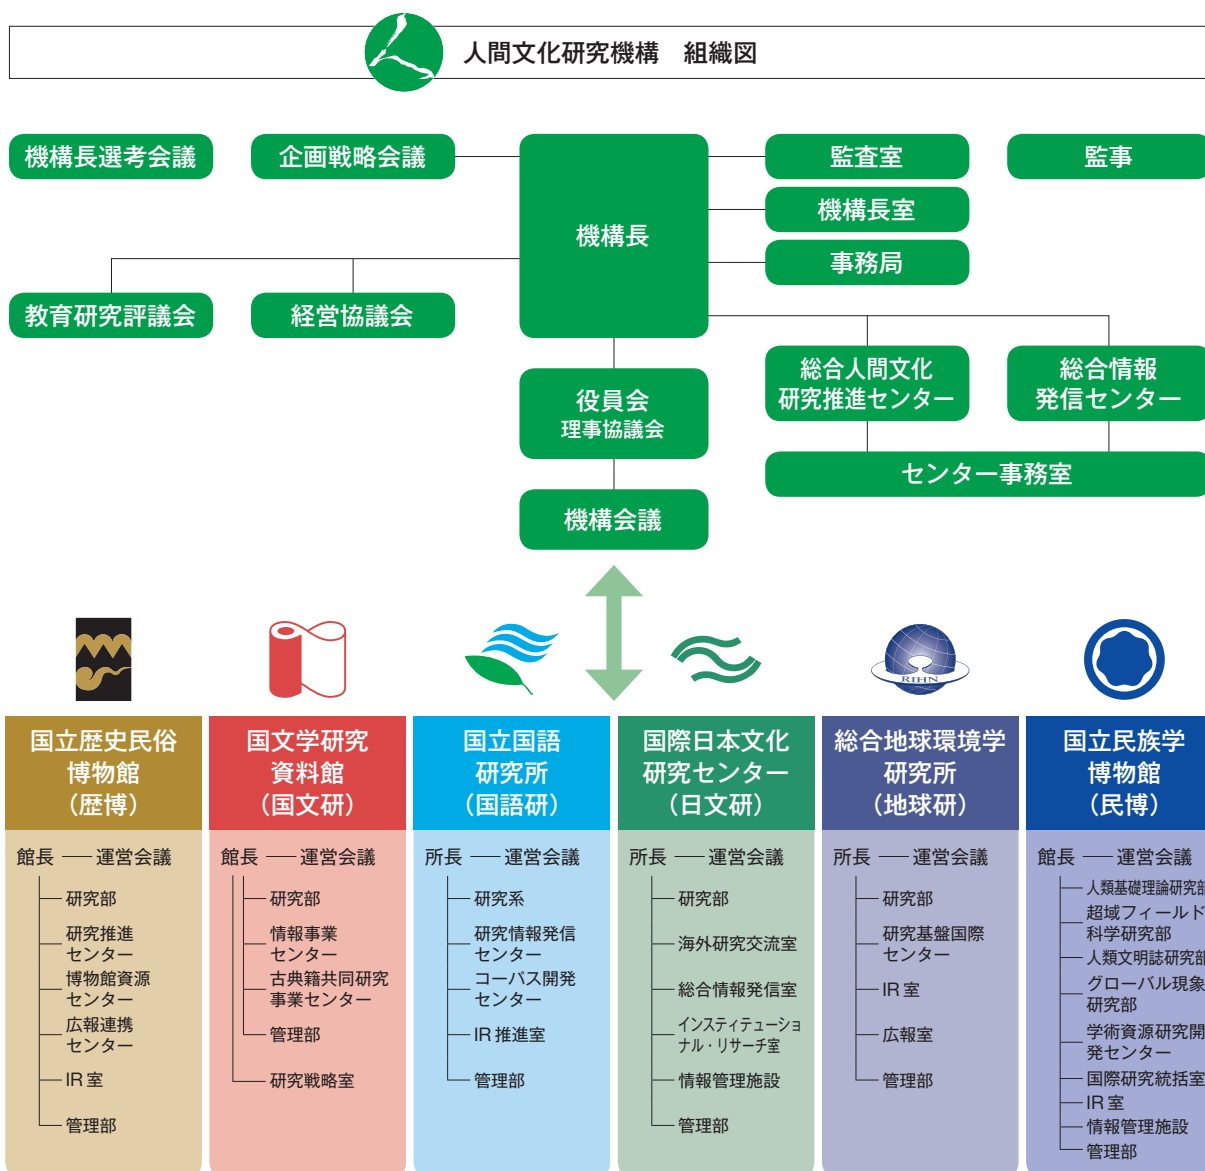 人間文化研究機構　組織図
機構長選考会議
企画戦略会議
機構長
監査室
監事
機構長室
事務局
教育研究評議会
経営協議会
役員会
理事協議会
総合人間文化
研究推進センター
総合情報
発信センター
センター事務室
機構会議
RIHN
国立歴史民俗
博物館
（歴博）
館長
運営会議
研究部
研究推進
センター
博物館資源
センター
広報連携
センター
IR室
管理部
国文学研究
資料館
（国文研）
館長
運営会議
研究部
情報事業
センター
古典籍共同研究
事業センター
管理部
研究戦略室
国立国語
研究所
（国語研）
所長
運営会議
研究系
研究情報発信
センター
コーパス開発
センター
IR推進室
管理部
国際日本文化
研究センター
（日文研）
所長
運営会議
研究部
海外研究交流室
総合情報発信室
インスティテューショ
ナル・リサーチ室
情報管理施設
管理部
総合地球環境学
研究所
（地球研）
所長
運営会議
研究部
研究基盤国際
センター
IR室
広報室
管理部
国立民族学
博物館
（民博）
館長
運営会議
人類基礎理論研究部
超域フィールド
科学研究部
人類文明誌研究部
グローバル現象
研究部
学術資源研究開
発センター
国際研究統括室
IR室
情報管理施設
管理部